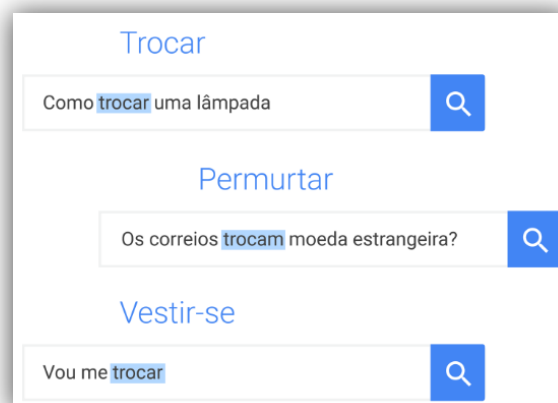 Trocar
Como trocar uma lâmpada
Permurtar
Os correios trocam moeda estrangeira?
Vestir-se
Vou me trocar